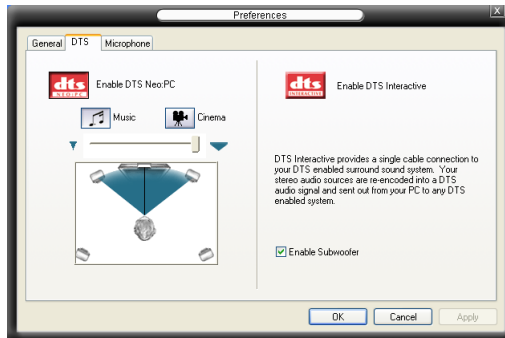 Preferences
X
General DTS Microphone
dts
NEO:PC
Enable DTS Neo:PC
Music
Cinema
dts
INTERACTIVE
Enable DTS Interactive
DTS Interactive provides a single cable connection to
your DTS enabled surround sound system. Your
stereo audio sources are re-encoded into a DTS
audio signal and sent out from your PC to any DTS
enabled system.
Enable Subwoofer
OK Cancel Apply